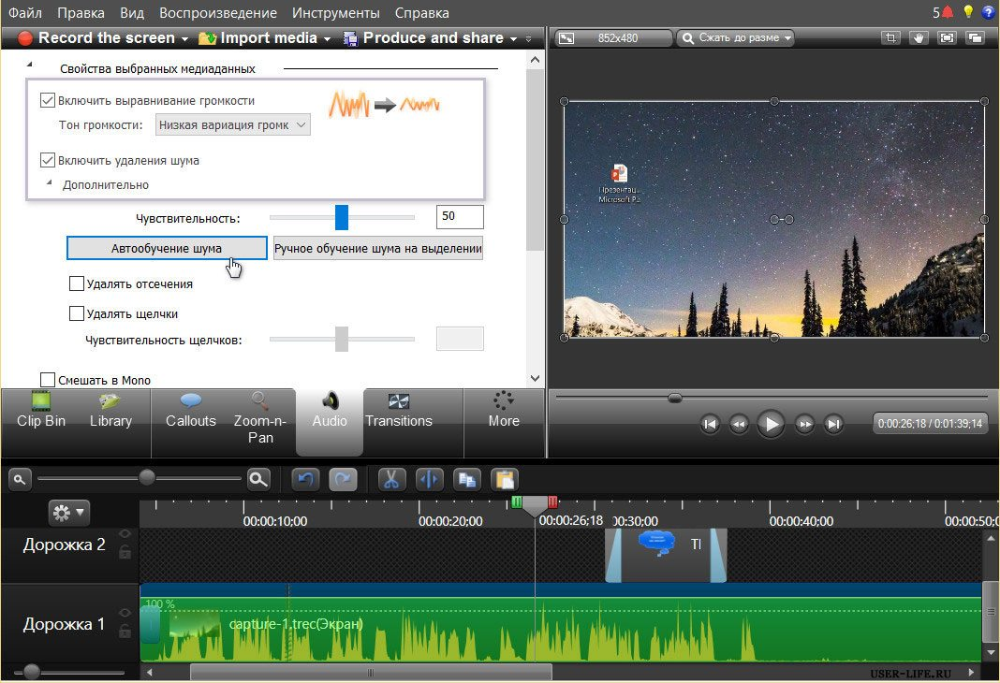 Файл Правка Вид Воспроизведение Инструменты Справка 5
Record the screen Import media Produce and share
852x480 Сжать до разме
Свойства выбранных медиаданных
Включить выравнивание громкости
Тон громкости: Низкая вариация громк
Включить удаления шума
Дополнительно
Чувствительность: 50
Автообучение шума Ручное обучение шума на выделении
Удалять отсечения
Удалять щелчки
Чувствительность щелчков:
Смешать в Mono
Презентац...
Microsoft P...
Clip Bin Library Callouts Zoom-n-Pan Audio Transitions More
0:00:26;18 / 0:01:39;14
00:00:10;00 00:00:20;00 00:00:26;18 00:30;00 00:00:40;00 00:00:50;0
Дорожка 2
Дорожка 1
100 %
capture-1.trec(Экран)
USER-LIFE.RU